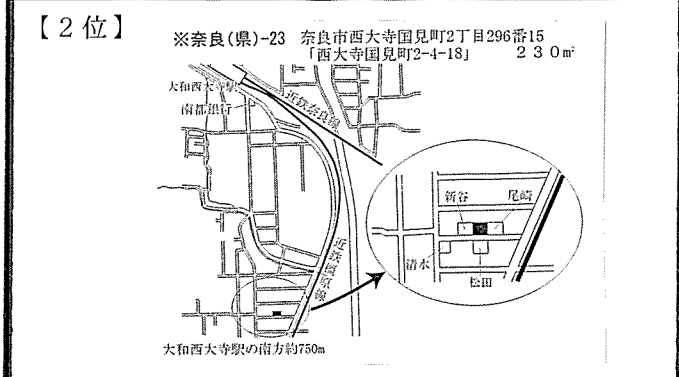 【２位】
※奈良(県)-23 奈良市西大寺国見町2丁目296番15
「西大寺国見町2-4-18」 ２３０㎡
大和西大寺駅
南都銀行
近鉄奈良線
近鉄橿原線
新谷
尾崎
清水
松田
大和西大寺駅の南方約750m